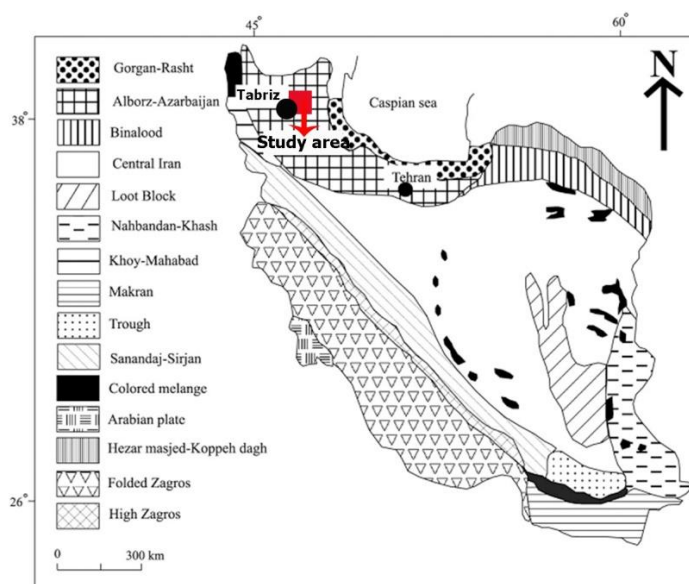 45°
60°
38°
26°
Gorgan-Rasht
Alborz-Azarbaijan
Binalood
Central Iran
Loot Block
Nahbandan-Khash
Khoy-Mahabad
Makran
Trough
Sanandaj-Sirjan
Colored melange
Arabian plate
Hezar masjed-Koppeh dagh
Folded Zagros
High Zagros
0 300 km
Tabriz
Caspian sea
Study area
Tehran
N